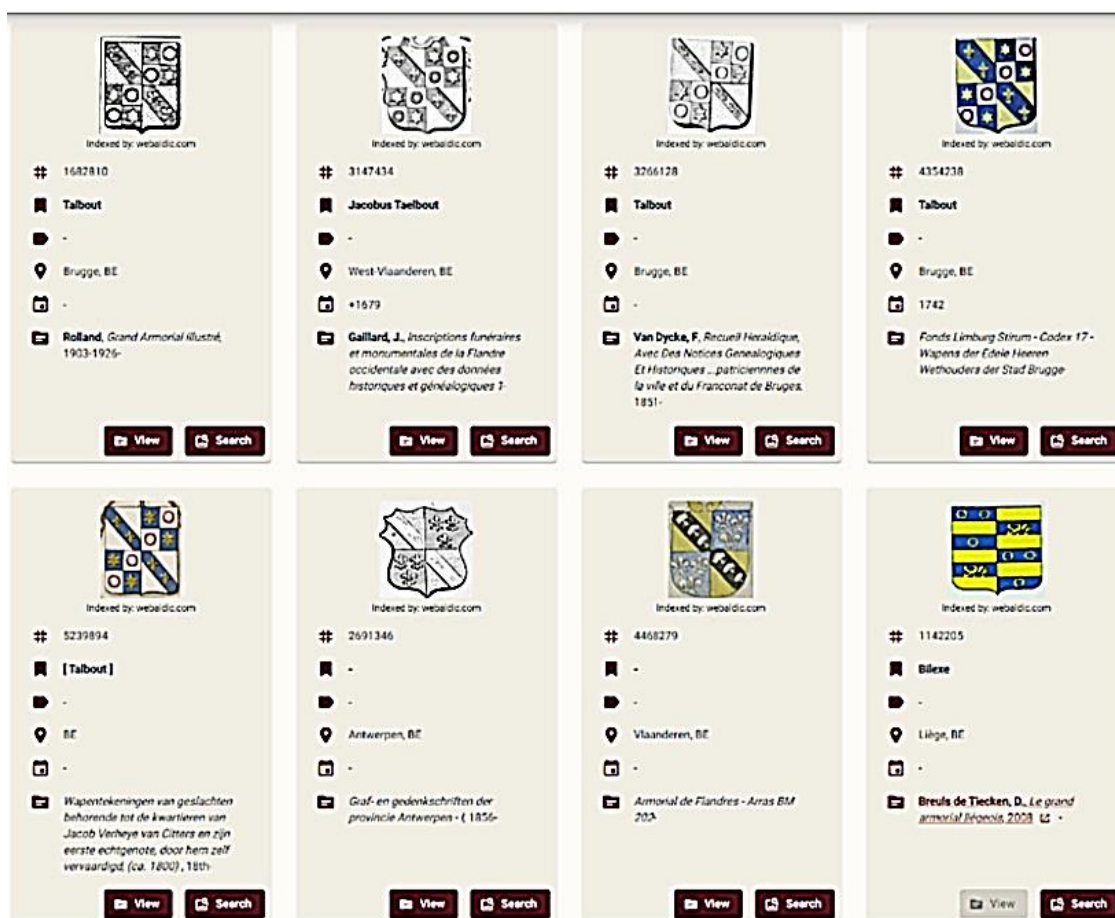 Indexed by: webaldic.com
# 1682810
Talbout
-
Brugge, BE
-
Rolland, Grand Armorial illustré,
1903-1926-
View Search
Indexed by: webaldic.com
# 3147434
Jacobus Taelbout
-
West-Vlaanderen, BE
+1679
Gaillard, J., Inscriptions funéraires
et monumentales de la Flandre
occidentale avec des données
historiques et généalogiques 1-
View Search
Indexed by: webaldic.com
# 3266128
Talbout
-
Brugge, BE
-
Van Dycke, F, Recueil Heraldique,
Avec Des Notices Genealogiques
Et Historiques ...patriciennnes de
la ville et du Franconat de Bruges,
1851-
View Search
Indexed by: webaldic.com
# 4354238
Talbout
-
Brugge, BE
1742
Fonds Limburg Stirum - Codex 17 -
Wapens der Edele Heeren
Wethouders der Stad Brugge-
View Search
Indexed by: webaldic.com
# 5239894
[ Talbout ]
-
BE
-
Wapentekeningen van geslachten
behorende tot de kwartieren van
Jacob Verheye van Citters en zijn
eerste echtgenote, door hem zelf
vervaardigd, (ca. 1800) , 18th-
View Search
Indexed by: webaldic.com
# 2691346
-
-
Antwerpen, BE
-
Graf- en gedenkschriften der
provincie Antwerpen - ( 1856-
View Search
Indexed by: webaldic.com
# 4468279
-
-
Vlaanderen, BE
-
Armorial de Flandres - Arras BM
202-
View Search
Indexed by: webaldic.com
# 1142205
Bilexe
-
Liège, BE
-
Breuls de Tiecken, D., Le grand
armorial liégeois, 2008 -
View Search